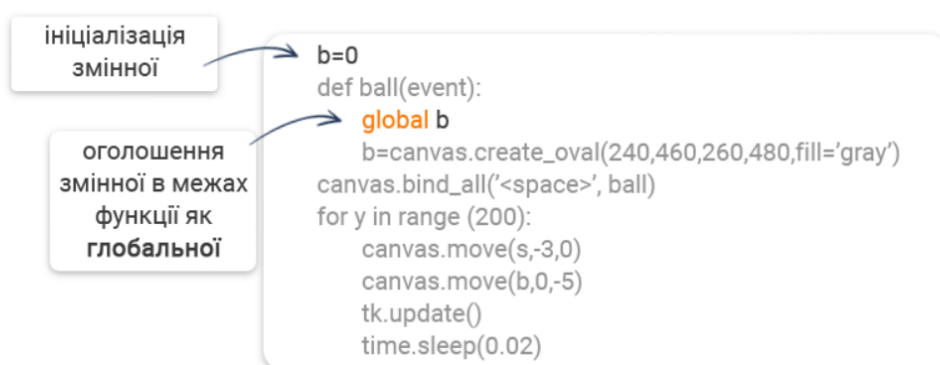 ініціалізація
змінної
b=0
def ball(event):
global b
b=canvas.create_oval(240,460,260,480,fill=’gray’)
canvas.bind_all(’<space>’, ball)
for y in range (200):
canvas.move(s,-3,0)
canvas.move(b,0,-5)
tk.update()
time.sleep(0.02)
оголошення
змінної в межах
функції як
глобальної